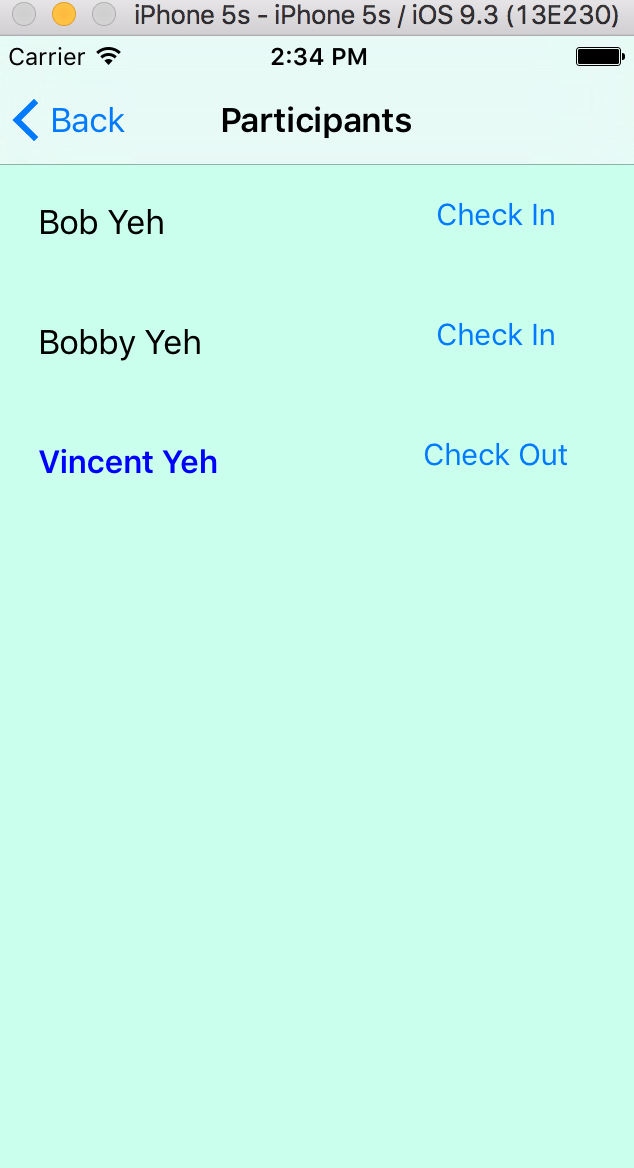 iPhone 5s - iPhone 5s / iOS 9.3 (13E230)
Carrier 2:34 PM
Back Participants
Bob Yeh Check In
Bobby Yeh Check In
Vincent Yeh Check Out